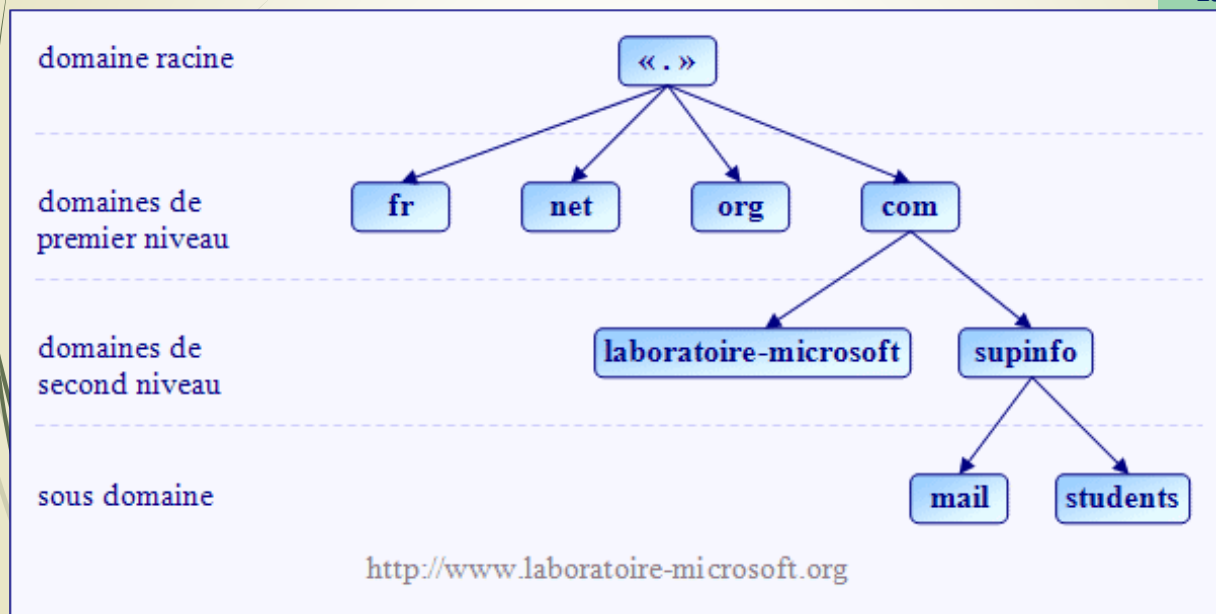 domaine racine
« . »
domaines de
premier niveau
fr
net
org
com
domaines de
second niveau
laboratoire-microsoft
supinfo
sous domaine
mail
students
http://www.laboratoire-microsoft.org